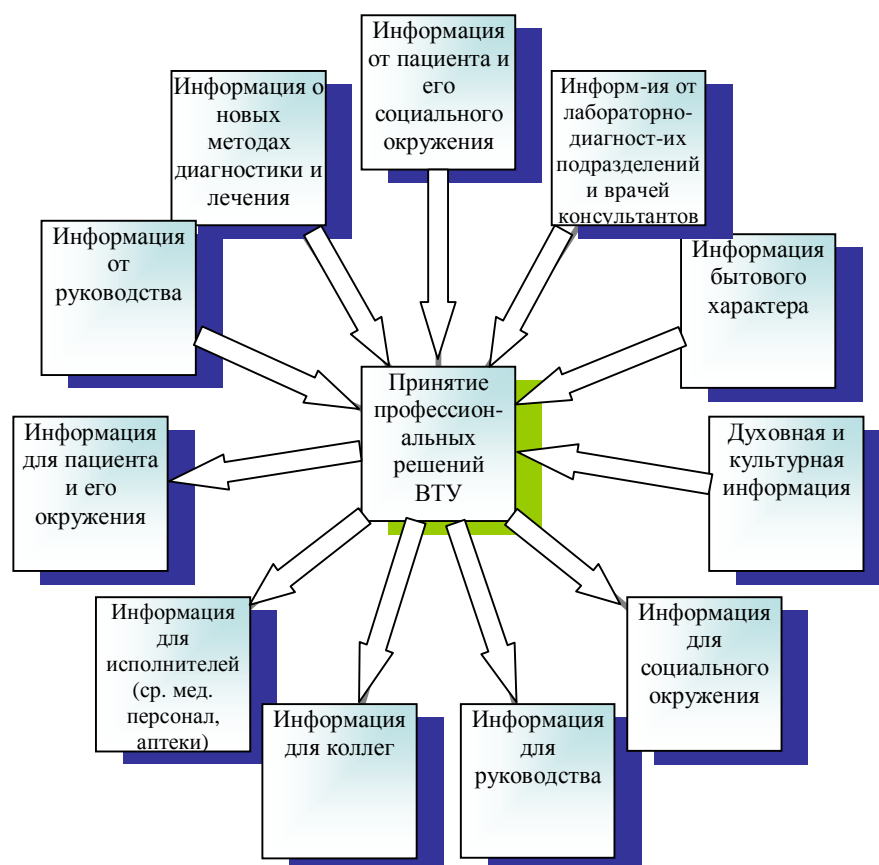 Информация
от пациента и
его
социального
окружения
Информация о
новых
методах
диагностики и
лечения
Информ-ия от
лабораторно-
диагност-их
подразделений
и врачей
консультантов
Информация
от
руководства
Информация
бытового
характера
Принятие
профессион-
альных
решений
ВТУ
Информация
для пациента
и его
окружения
Духовная и
культурная
информация
Информация
для
исполнителей
(ср. мед.
персонал,
аптеки)
Информация
для
социального
окружения
Информация
для коллег
Информация
для
руководства